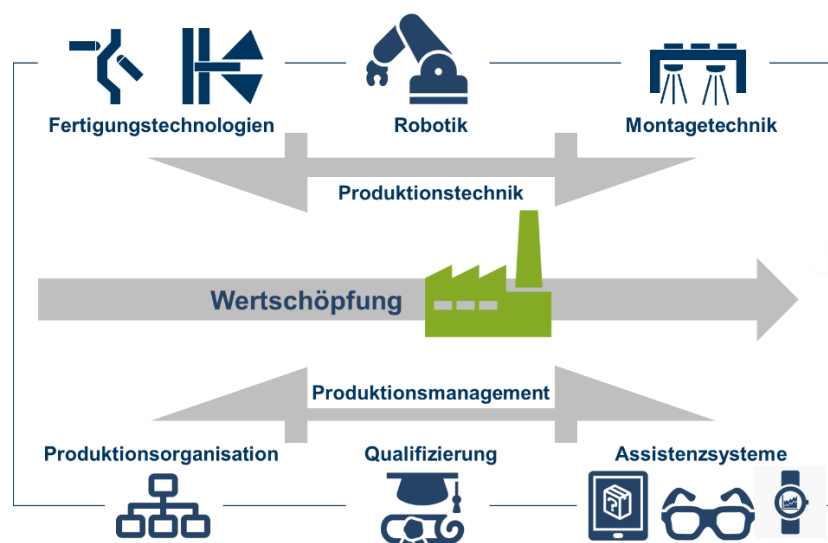 Fertigungstechnologien
Robotik
Montagetechnik
Produktionstechnik
Wertschöpfung
Produktionsmanagement
Produktionsorganisation
Qualifizierung
Assistenzsysteme
?